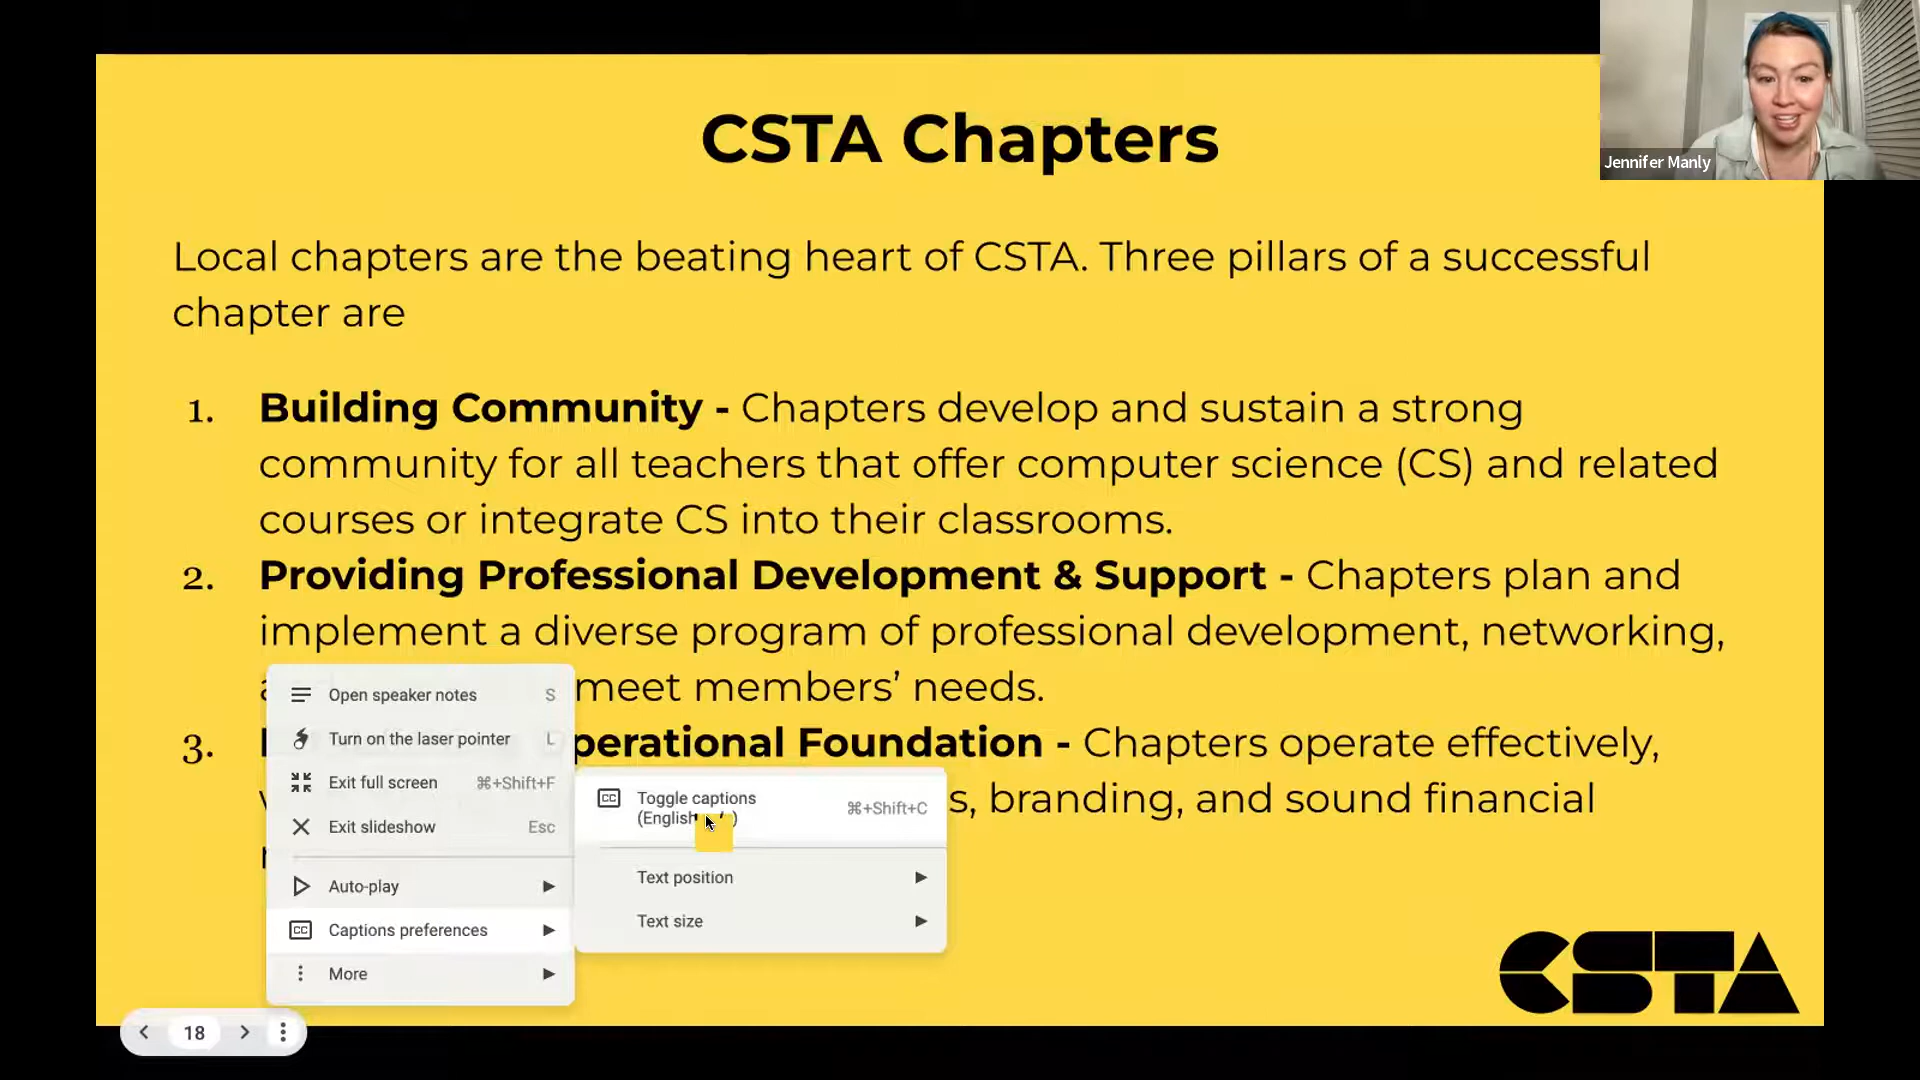 CSTA Chapters
Jennifer Manly
Local chapters are the beating heart of CSTA. Three pillars of a successful
chapter are
1. Building Community - Chapters develop and sustain a strong
community for all teachers that offer computer science (CS) and related
courses or integrate CS into their classrooms.
2. Providing Professional Development & Support - Chapters plan and
implement a diverse program of professional development, networking,
meet members’ needs.
3. perational Foundation - Chapters operate effectively,
s, branding, and sound financial
Open speaker notes S
Turn on the laser pointer L
Exit full screen ⌘+Shift+F
Exit slideshow Esc
Auto-play
CC Captions preferences
More
CC Toggle captions ⌘+Shift+C
(English
Text position
Text size
CSTA
18